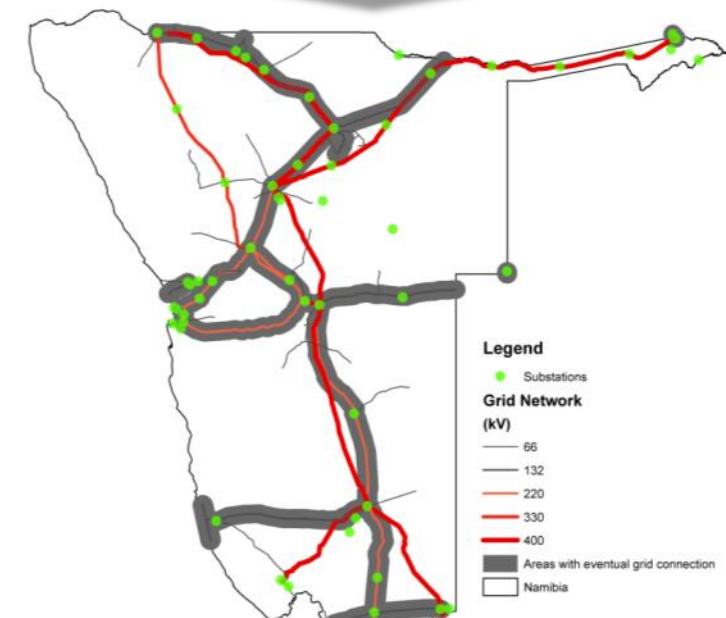 Legend
Substations
Grid Network
(kV)
66
132
220
330
400
Areas with eventual grid connection
Namibia